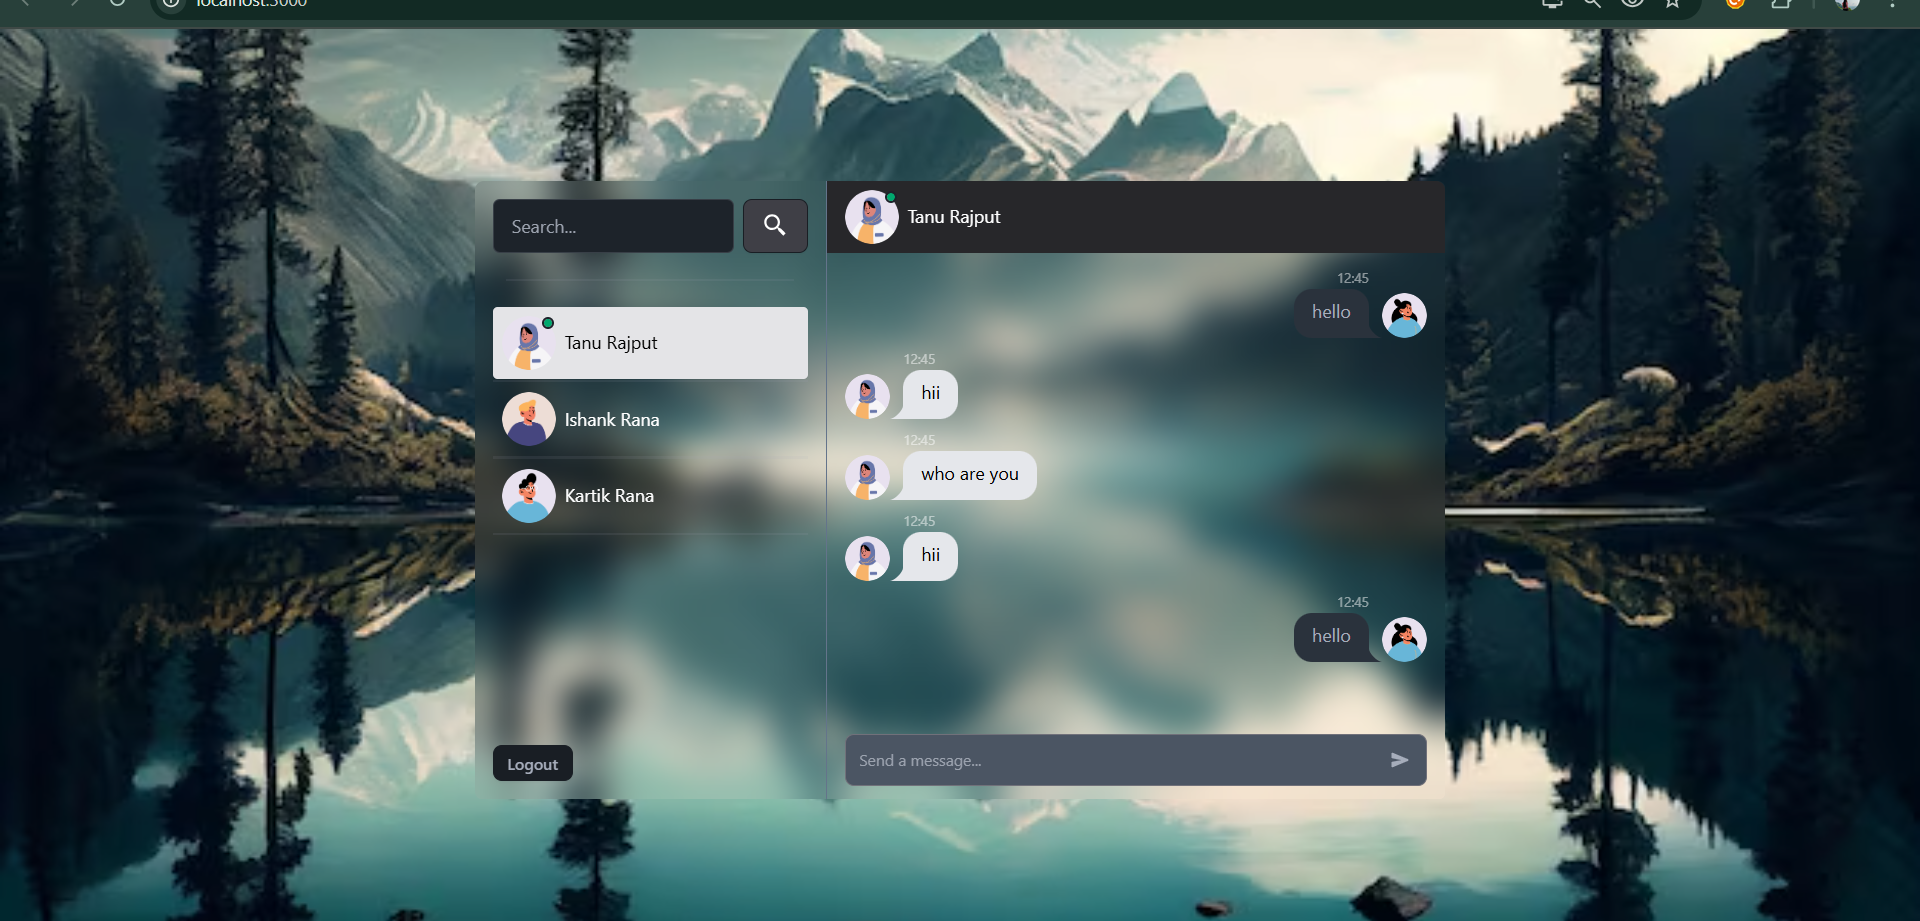 localhost:3000
Search...
Tanu Rajput
Ishank Rana
Kartik Rana
Logout
Tanu Rajput
12:45
hello
12:45
hii
12:45
who are you
12:45
hii
12:45
hello
Send a message...